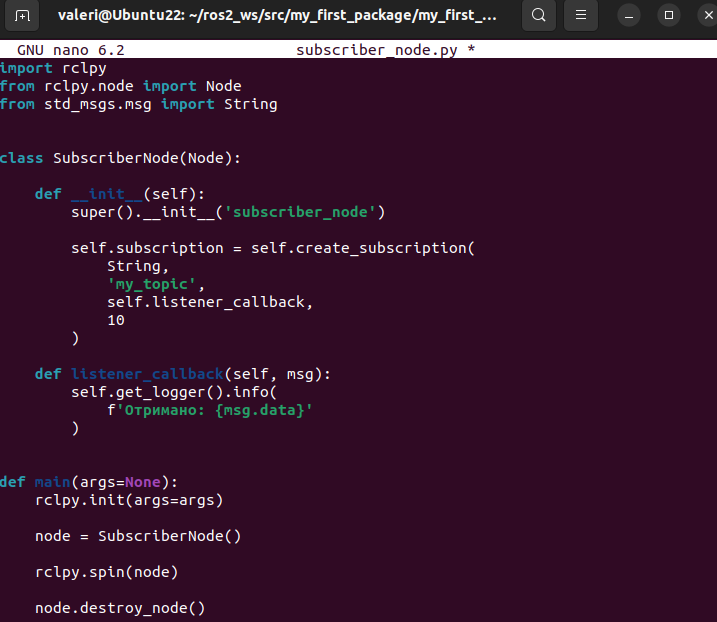 valeri@Ubuntu22: ~/ros2_ws/src/my_first_package/my_first_...
GNU nano 6.2 subscriber_node.py *
import rclpy
from rclpy.node import Node
from std_msgs.msg import String
class SubscriberNode(Node):
def __init__(self):
super().__init__('subscriber_node')
self.subscription = self.create_subscription(
String,
'my_topic',
self.listener_callback,
10
)
def listener_callback(self, msg):
self.get_logger().info(
f'Отримано: {msg.data}'
)
def main(args=None):
rclpy.init(args=args)
node = SubscriberNode()
rclpy.spin(node)
node.destroy_node()